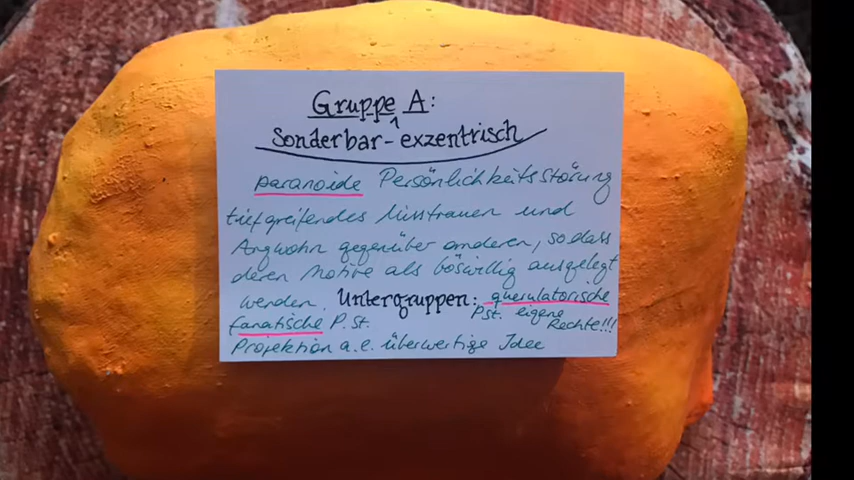 Gruppe A:
Sonderbar-exzentrisch
paranoide Persönlichkeitsstörung
tiefgreifendes Misstrauen und
Argwohn gegenüber anderen, so dass
deren Motive als böswillig ausgelegt
werden. Untergruppen: querulatorische
Pst. eigene
Rechte!!!
fanatische P.St.
Projektion a.e. überwertige Idee